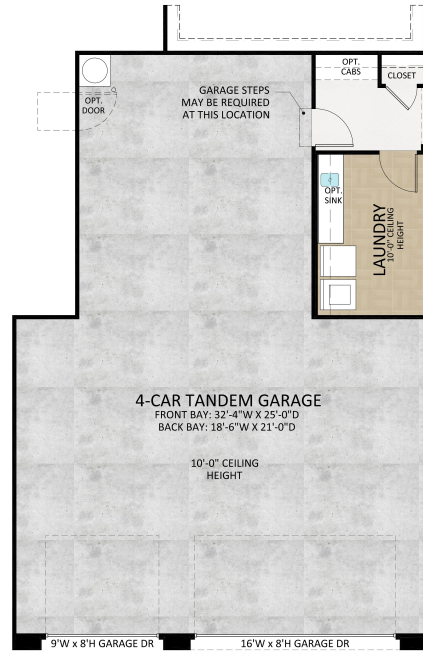 OPT.
CABS
CLOSET
GARAGE STEPS
MAY BE REQUIRED
AT THIS LOCATION
OPT.
DOOR
OPT.
SINK
LAUNDRY
10'-0" CEILING
HEIGHT
4-CAR TANDEM GARAGE
FRONT BAY: 32'-4"W X 25'-0"D
BACK BAY: 18'-6"W X 21'-0"D
10'-0" CEILING
HEIGHT
9'W x 8'H GARAGE DR
16'W x 8'H GARAGE DR